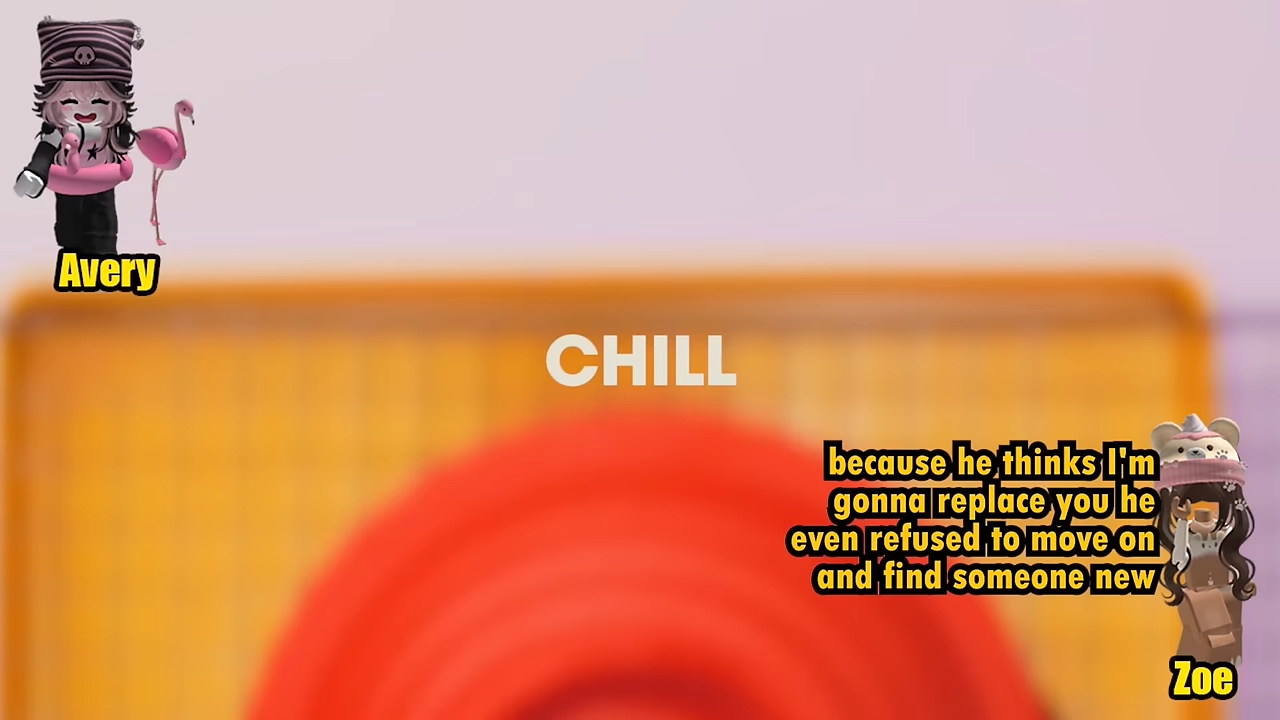 Avery
CHILL
because he thinks I'm
gonna replace you he
even refused to move on
and find someone new
Zoe